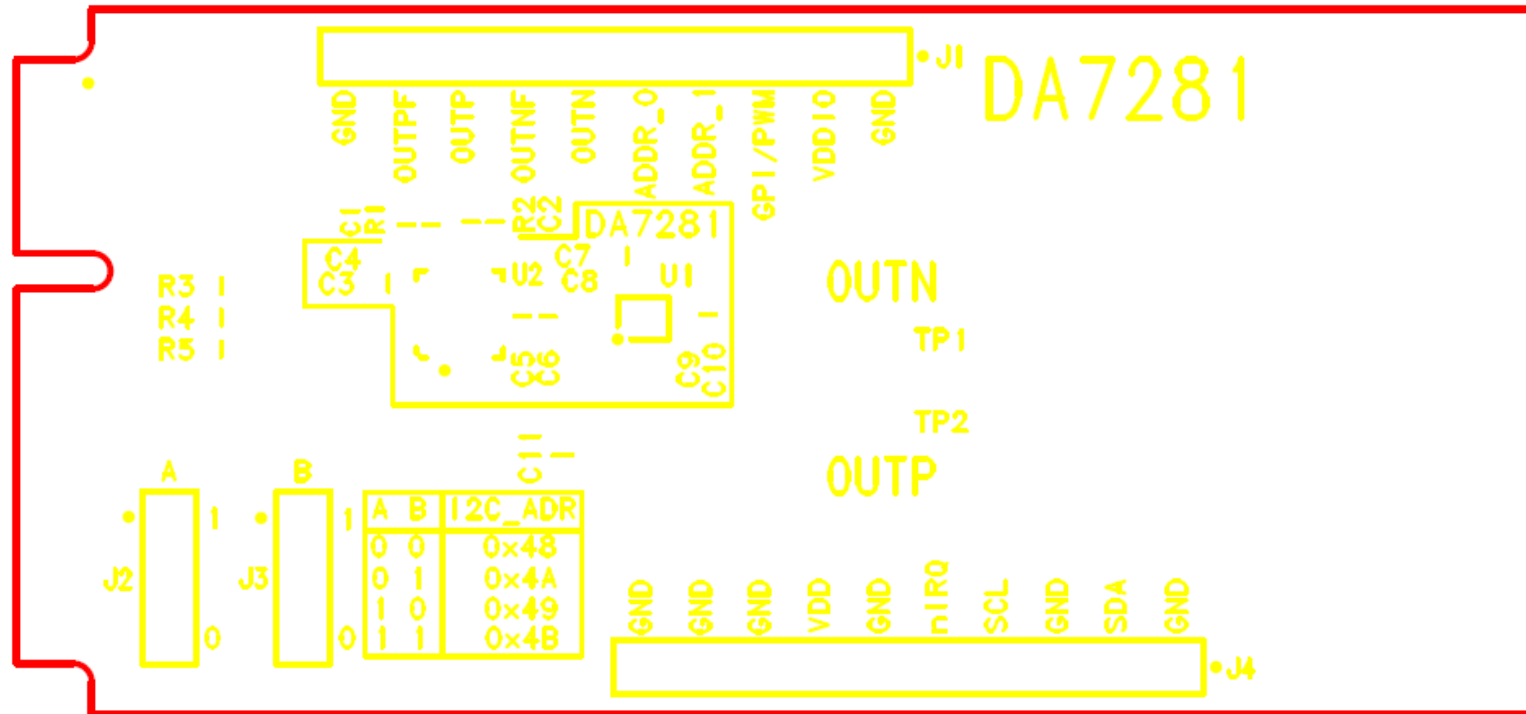 J1
DA7281
GND
OUTPF
OUTP
OUTNF
OUTN
ADDR_0
ADDR_1
GPI/PWM
VDDIO
GND
C1
R1
R2
C2
DA7281
C4
C3
U2
C7
C8
U1
OUTN
R3
R4
R5
TP1
C5
C6
C9
C10
TP2
C11
OUTP
A
B
J2
1
0
J3
1
0
A B I2C_ADR
0 0 0x48
0 1 0x4A
1 0 0x49
1 1 0x4B
GND
GND
GND
VDD
GND
nIRQ
SCL
GND
SDA
GND
J4